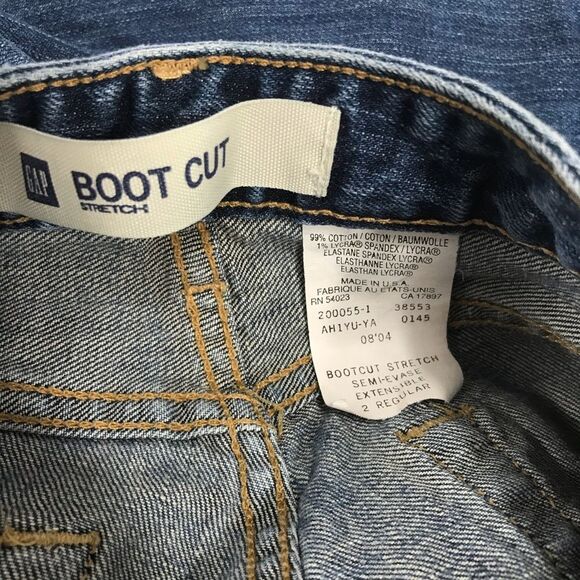 GAP
BOOT CUT
STRETCH
99% COTTON / COTON / BAUMWOLLE
1% LYCRA® SPANDEX / LYCRA®
ELASTANE SPANDEX LYCRA®
ELASTHANNE LYCRA®
ELASTHAN LYCRA®
MADE IN U.S.A.
FABRIQUE AU ETATS-UNIS
RN 54023 CA 17897
200055-1 38553
AH1YU-YA 0145
08'04
BOOTCUT STRETCH
SEMI-EVASE
EXTENSIBLE
2 REGULAR